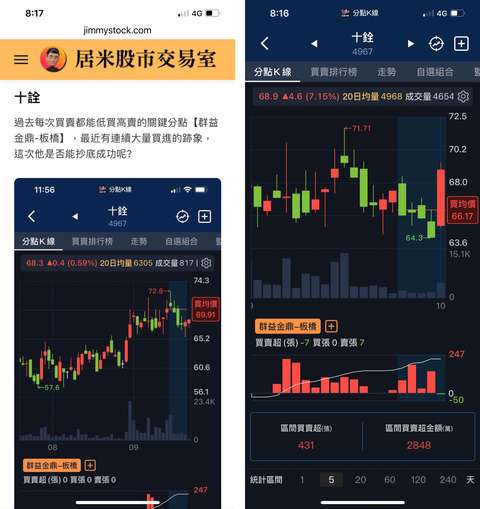 8:17
4G
jimmystock.com
居米股市交易室
十詮
過去每次買賣都能低買高賣的關鍵分點【群益
金鼎-板橋】，最近有連續大量買進的跡象，
這次他是否能抄底成功呢?
11:56
分點K線
4G
十詮
4967
分點K線 買賣排行榜 走勢 自選組合
68.3 ▲0.4 (0.59%) 20日均量 6305 成交量 817
74.3
72.8
買均價
69.91
65.2
60.6
57.6
56.1
23.4K
0
08
09
群益金鼎-板橋
買賣超(張) 0 買張 0 賣張 0
247
8:16
分點K線
4G
十詮
4967
分點K線 買賣排行榜 走勢 自選組合
68.9 ▲4.6 (7.15%) 20日均量 4968 成交量 4654
72.5
71.71
70.2
68.0
買均價
66.17
64.3
63.6
15.1K
0
10
群益金鼎-板橋
買賣超(張) -7 買張 0 賣張 7
247
0
-50
區間買賣超(張)
431
區間買賣超金額(萬)
2848
統計區間 1 5 20 60 120 240 天